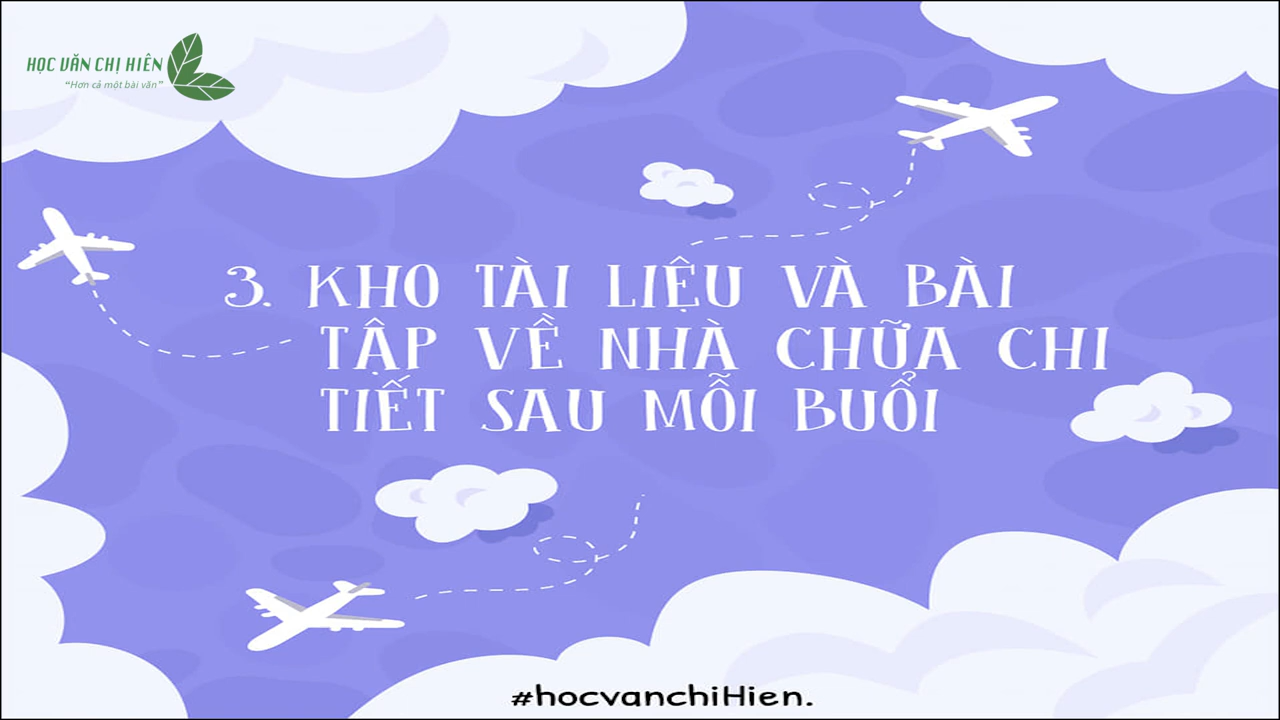 HỌC VĂN CHỊ HIÊN
“Hơn cả một bài văn”
3. KHO TÀI LIỆU VÀ BÀI
TẬP VỀ NHÀ CHỮA CHI
TIẾT SAU MỖI BUỔI
#hocvanchiHien.